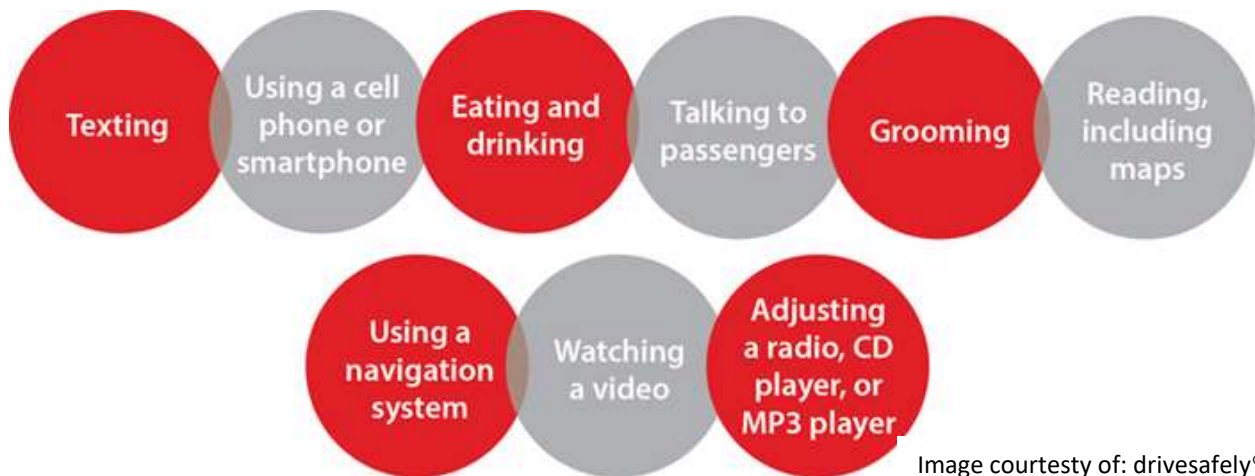 Texting
Using a cell
phone or
smartphone
Eating and
drinking
Talking to
passengers
Grooming
Reading,
including
maps
Using a
navigation
system
Watching
a video
Adjusting
a radio, CD
player, or
MP3 player
Image courtesty of: drivesafely